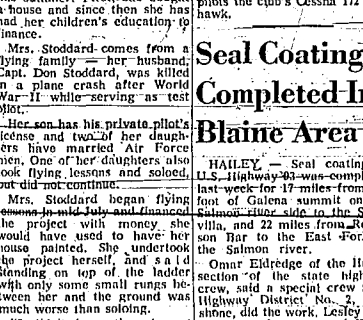 a house and since then she has
had her children's education to
finance.
Mrs. Stoddard comes from a
flying family — her husband,
Capt. Don Stoddard, was killed
in a plane crash after World
War II while serving as test
pilot.
Her son has his private pilot's
license and two of her daugh-
ters have married Air Force
men. One of her daughters also
took flying lessons and soloed,
but did not continue.
Mrs. Stoddard began flying
lessons in mid-July and financed
the project with money she
would have used to have her
house painted. She undertook
the project herself, and said
standing on top of the ladder
with only some small rungs be-
tween her and the ground was
much worse than soloing.
pilots the club's Cessna 172
hawk.
Seal Coating
Completed In
Blaine Area
HAILEY, — Seal coating
U.S. Highway 93 was comple
last week for 17 miles from
foot of Galena summit on
Salmon river side to the S
villa, and 22 miles from R
son Bar to the East Fork
the Salmon river.
Omar Eldredge of the H
section of the state high
crew, said a special crew
Highway District No. 2,
shone, did the work. Lesley